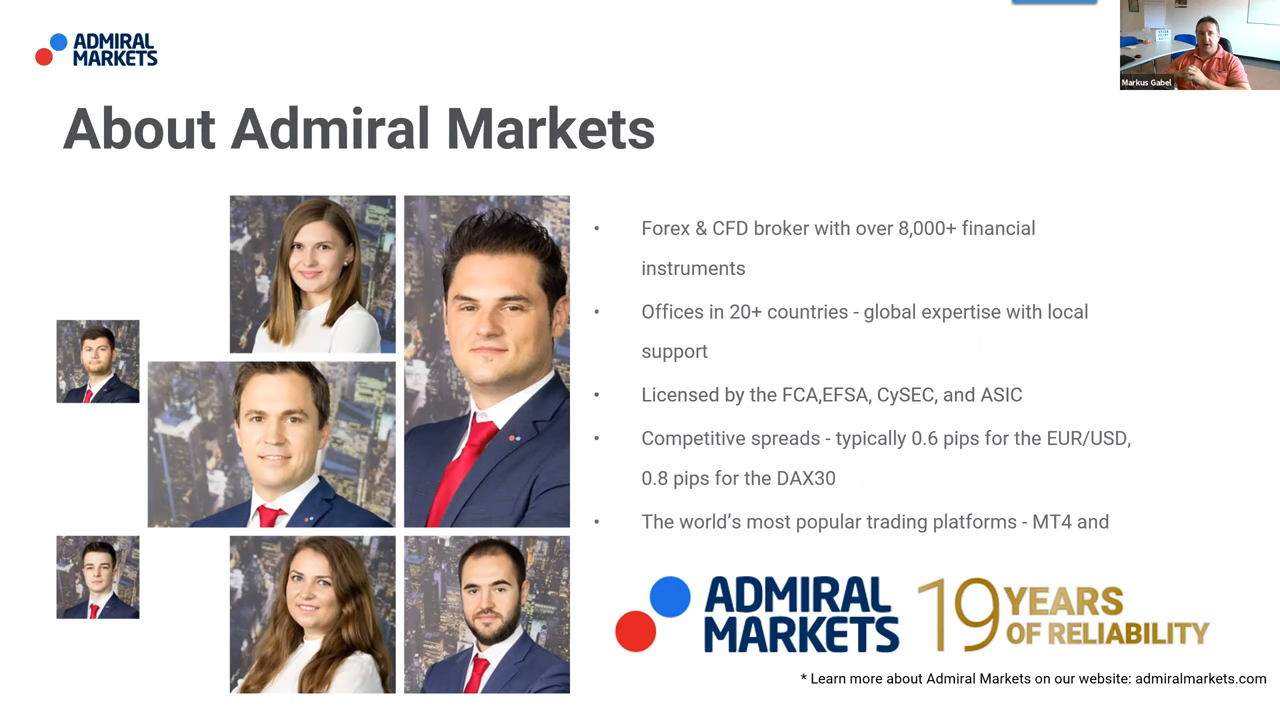 ADMIRAL
MARKETS
Markus Gabel
About Admiral Markets
• Forex & CFD broker with over 8,000+ financial
instruments
• Offices in 20+ countries - global expertise with local
support
• Licensed by the FCA,EFSA, CySEC, and ASIC
• Competitive spreads - typically 0.6 pips for the EUR/USD,
0.8 pips for the DAX30
• The world’s most popular trading platforms - MT4 and
ADMIRAL
MARKETS
19 YEARS
OF RELIABILITY
* Learn more about Admiral Markets on our website: admiralmarkets.com